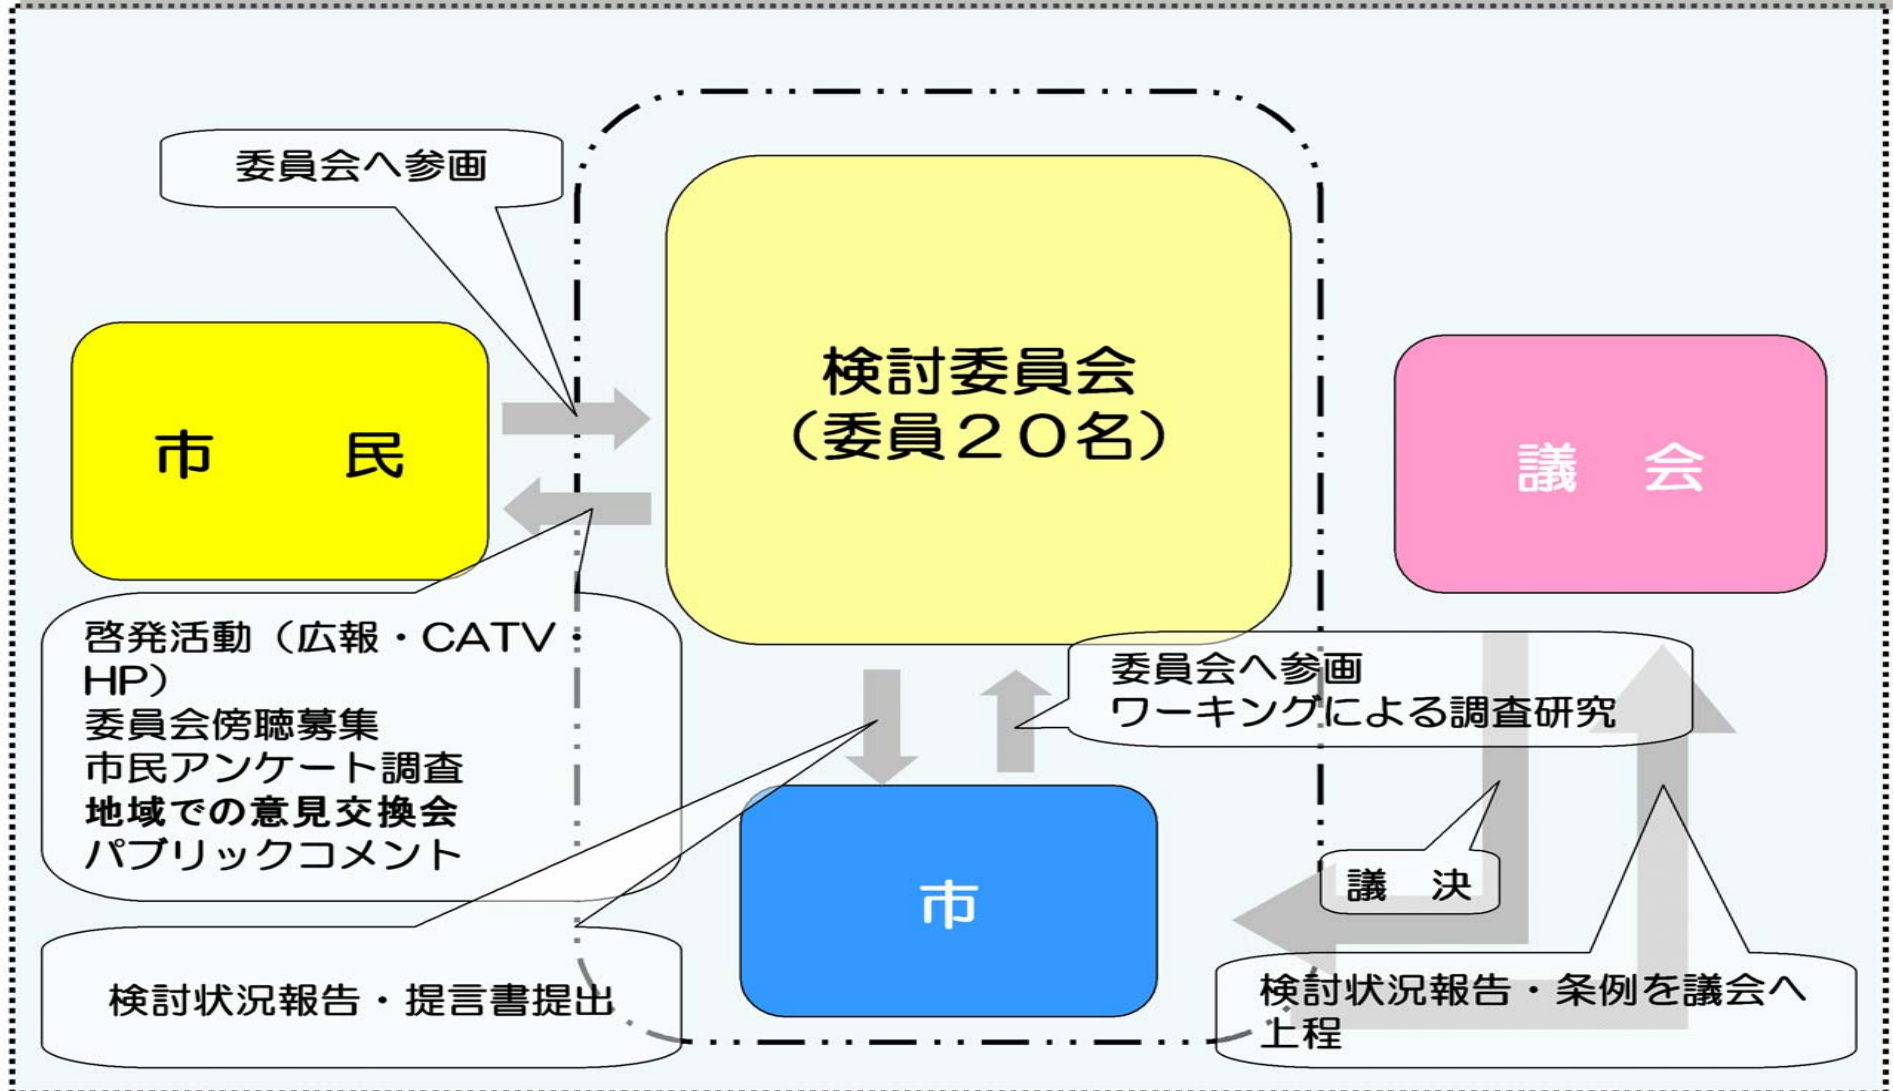 委員会へ参画
検討委員会
（委員２０名）
市　　民
議　会
啓発活動（広報・CATV・
HP）
委員会傍聴募集
市民アンケート調査
地域での意見交換会
パブリックコメント
委員会へ参画
ワーキングによる調査研究
議　決
市
検討状況報告・提言書提出
検討状況報告・条例を議会へ
上程